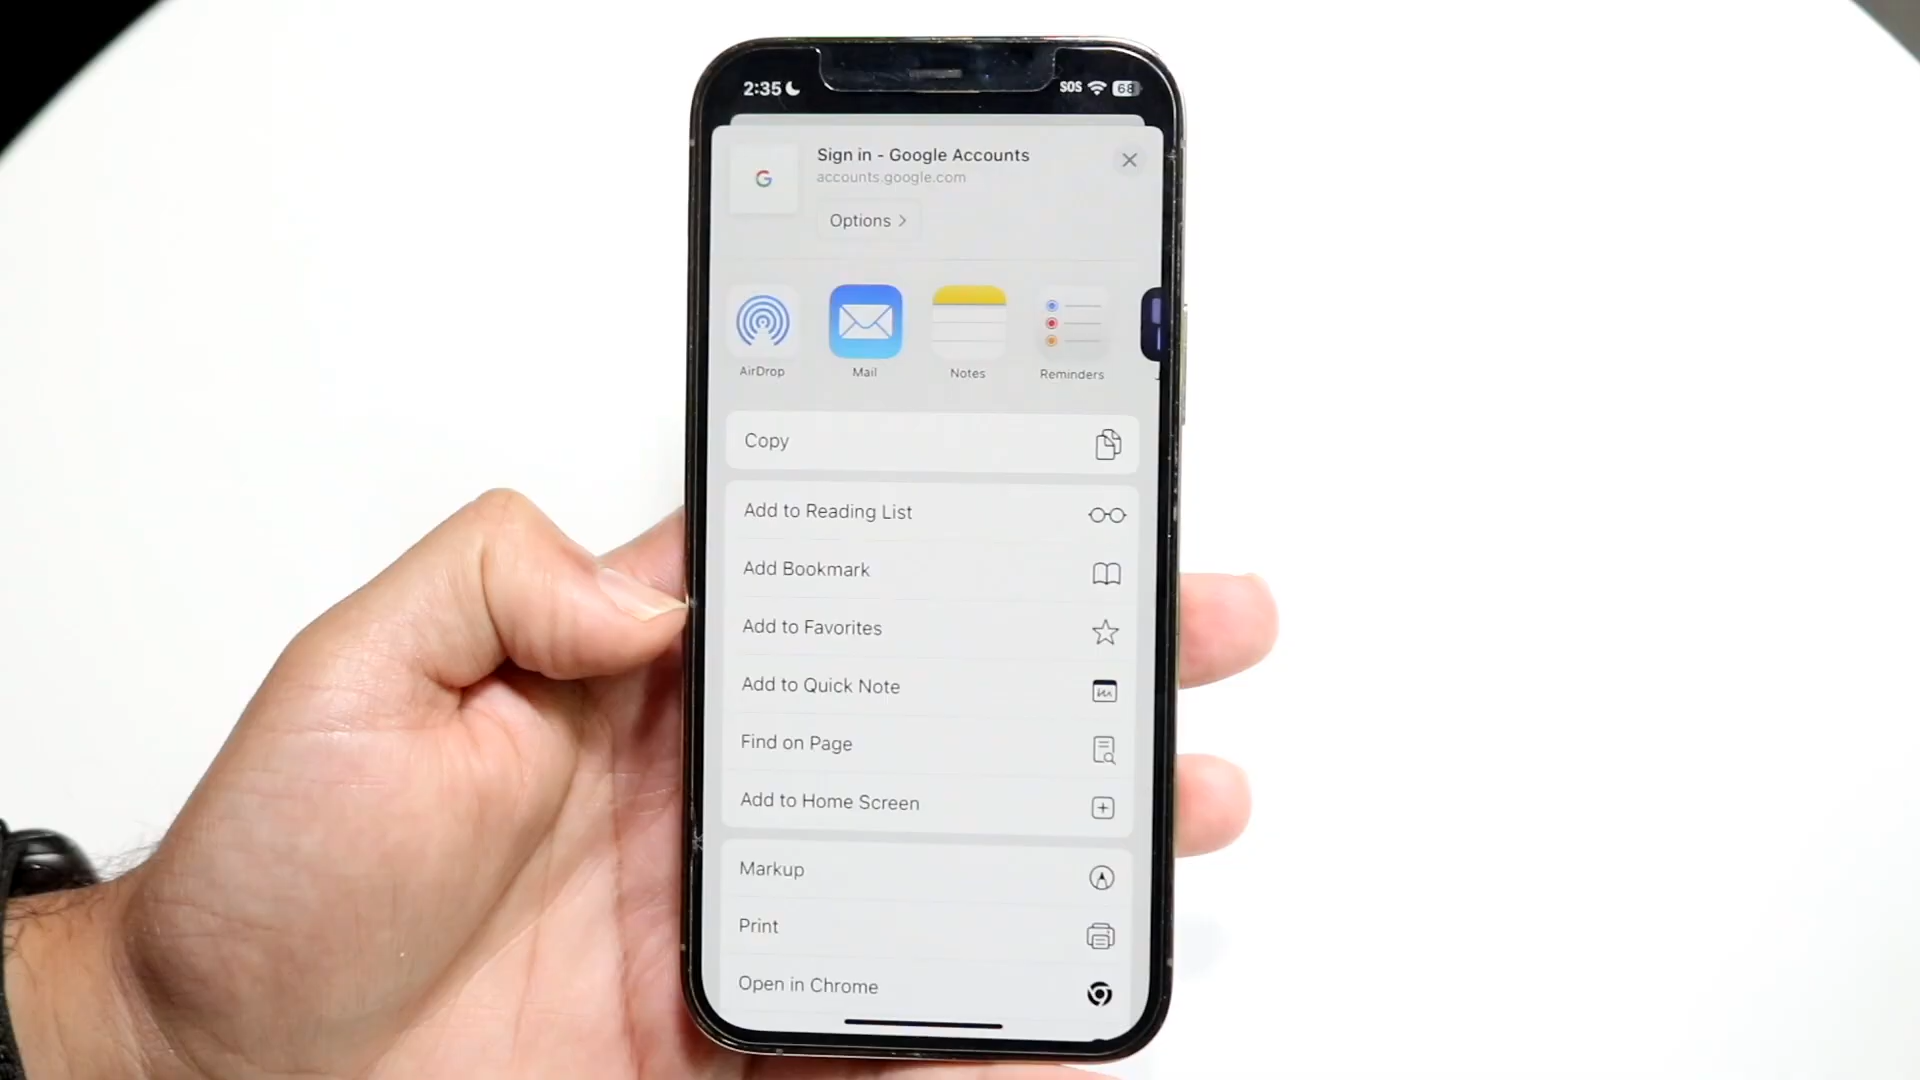 2:35 SOS 68
Sign in - Google Accounts
accounts.google.com
Options
AirDrop Mail Notes Reminders
Copy
Add to Reading List
Add Bookmark
Add to Favorites
Add to Quick Note
Find on Page
Add to Home Screen
Markup
Print
Open in Chrome